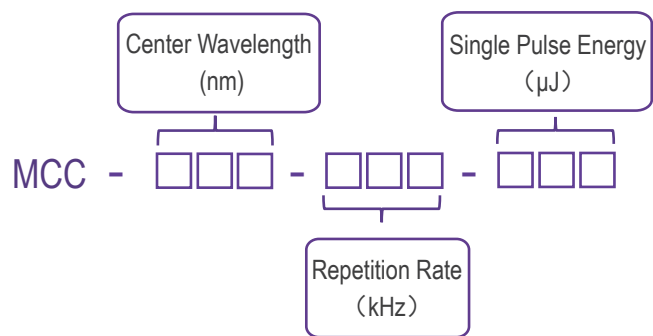 Center Wavelength
(nm)
Single Pulse Energy
（μJ）
MCC - □□□ - □□□ - □□□
Repetition Rate
（kHz）